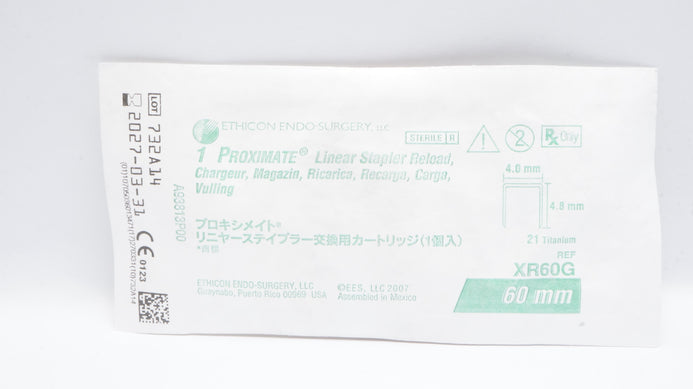 LOT 732A14
2027-03-31
CE 0123
A93813P00
ETHICON ENDO-SURGERY, LLC
STERILE R
2
Rx Only
1 PROXIMATE® Linear Stapler Reload,
Chargeur, Magazin, Ricarica, Recarga, Carga,
Vulling
プロキシメイト®
リニヤーステイプラー交換用カートリッジ(1個入)
4.0 mm
4.8 mm
21 Titanium
REF
XR60G
60 mm
ETHICON ENDO-SURGERY, LLC
Guaynabo, Puerto Rico 00969 USA
©EES, LLC 2007
Assembled in Mexico